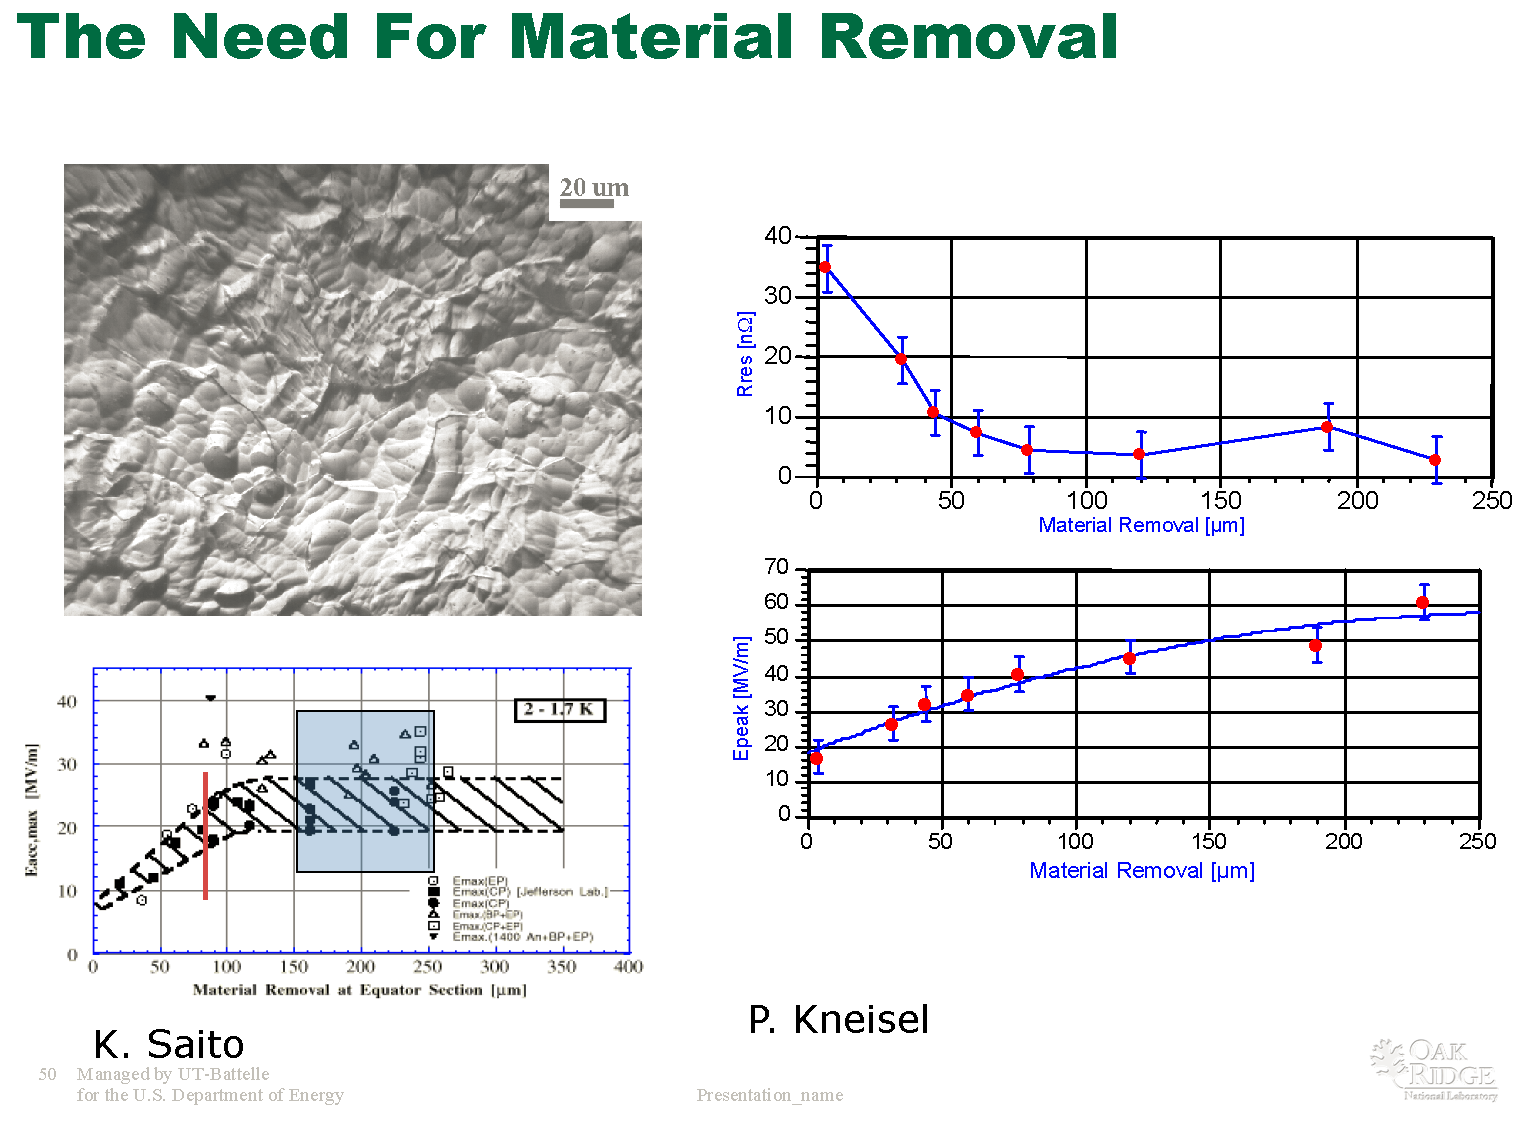 The Need For Material Removal
20 um
40
30
20
10
0
Rres [nΩ]
0 50 100 150 200 250
Material Removal [µm]
70
60
50
40
30
20
10
0
Epeak [MV/m]
0 50 100 150 200 250
Material Removal [µm]
2 - 1.7 K
40
30
20
10
0
Eacc,max [MV/m]
Emax(EP)
Emax(CP) [Jefferson Lab.]
Emax(CP)
Emax.(BP+EP)
Emax.(CP+EP)
Emax.(1400 An+BP+EP)
0 50 100 150 200 250 300 350 400
Material Removal at Equator Section [µm]
K. Saito
P. Kneisel
50 Managed by UT-Battelle
for the U.S. Department of Energy
Presentation_name
OAK
RIDGE
National Laboratory